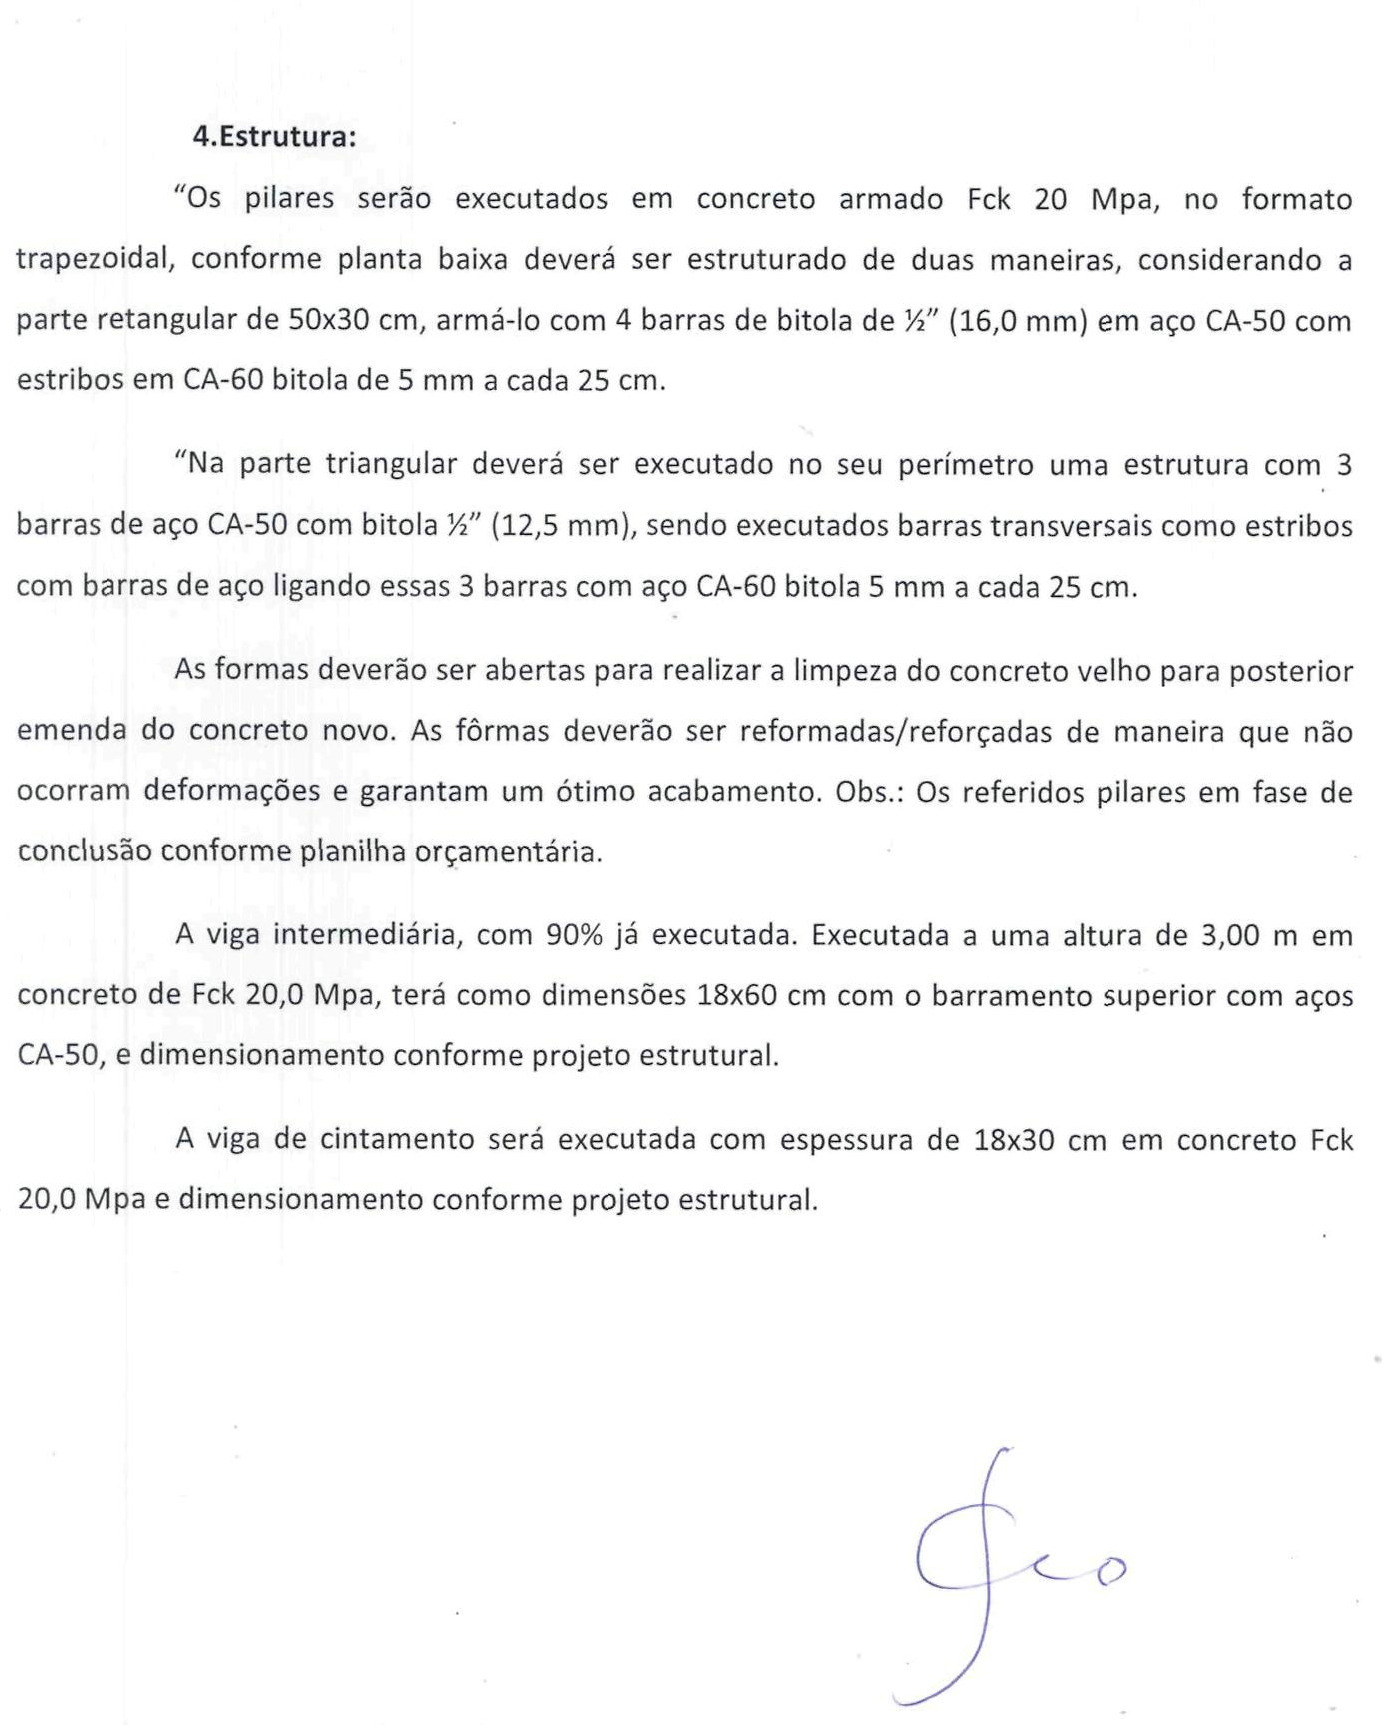 4.Estrutura:
“Os pilares serão executados em concreto armado Fck 20 Mpa, no formato
trapezoidal, conforme planta baixa deverá ser estruturado de duas maneiras, considerando a
parte retangular de 50x30 cm, armá-lo com 4 barras de bitola de ½” (16,0 mm) em aço CA-50 com
estribos em CA-60 bitola de 5 mm a cada 25 cm.
“Na parte triangular deverá ser executado no seu perímetro uma estrutura com 3
barras de aço CA-50 com bitola ½” (12,5 mm), sendo executados barras transversais como estribos
com barras de aço ligando essas 3 barras com aço CA-60 bitola 5 mm a cada 25 cm.
As formas deverão ser abertas para realizar a limpeza do concreto velho para posterior
emenda do concreto novo. As fôrmas deverão ser reformadas/reforçadas de maneira que não
ocorram deformações e garantam um ótimo acabamento. Obs.: Os referidos pilares em fase de
conclusão conforme planilha orçamentária.
A viga intermediária, com 90% já executada. Executada a uma altura de 3,00 m em
concreto de Fck 20,0 Mpa, terá como dimensões 18x60 cm com o barramento superior com aços
CA-50, e dimensionamento conforme projeto estrutural.
A viga de cintamento será executada com espessura de 18x30 cm em concreto Fck
20,0 Mpa e dimensionamento conforme projeto estrutural.